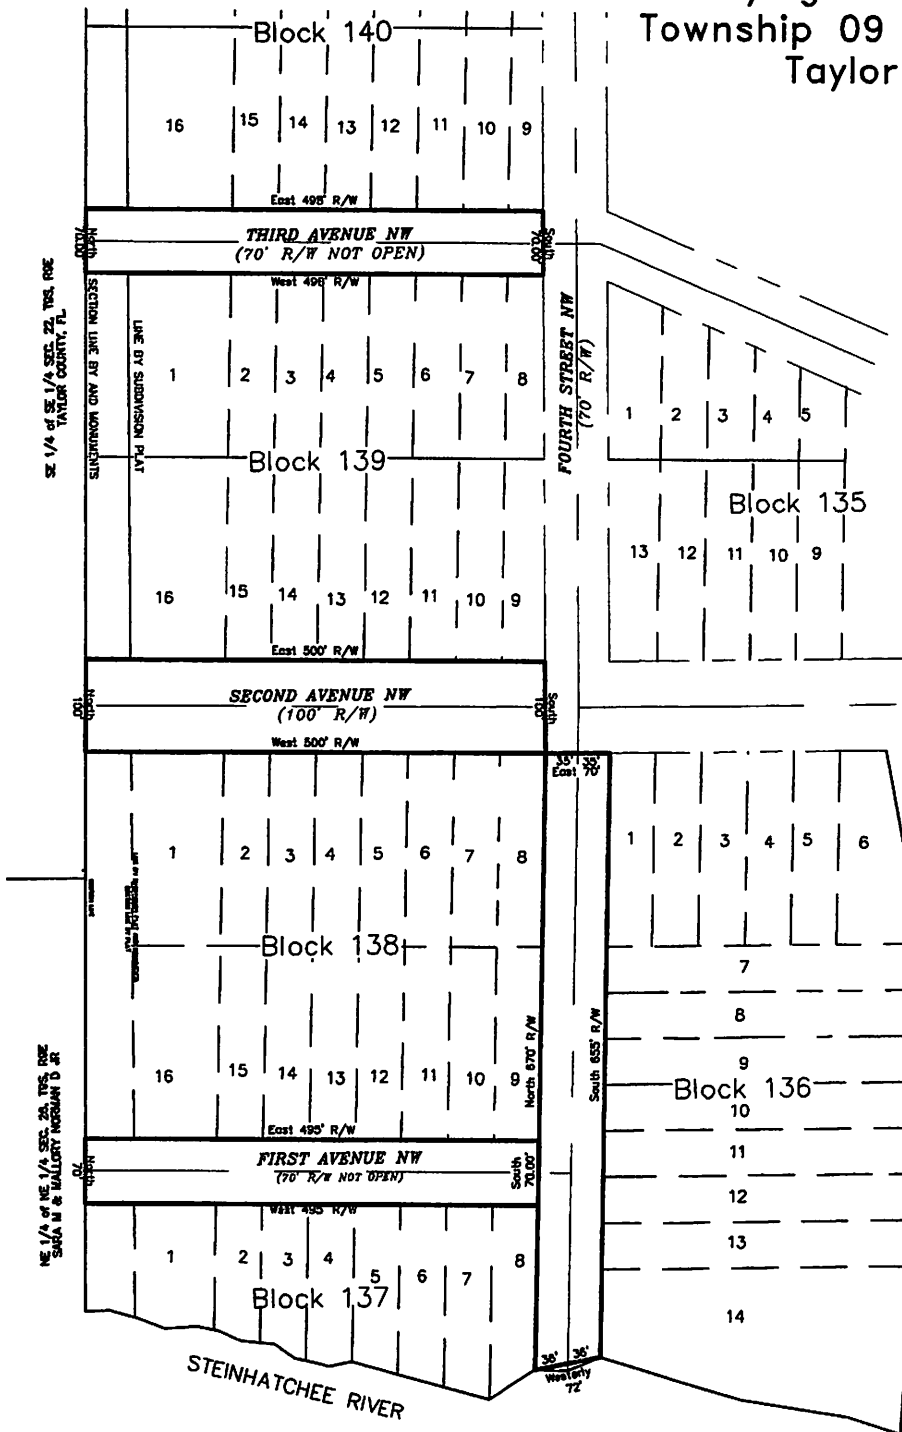 Township 09
Taylor
Block 140
16 15 14 13 12 11 10 9
East 495' R/W
THIRD AVENUE NW
(70' R/W NOT OPEN)
North
70.00'
South
70.00'
West 498' R/W
SE 1/4 of SE 1/4 SEC. 22, T9S, R9E
TAYLOR COUNTY, FL
SECTION LINE BY AND MONUMENTS
LINE BY SUBDIVISION PLAT
FOURTH STREET NW
(70' R/W)
1 2 3 4 5 6 7 8
Block 139
16 15 14 13 12 11 10 9
East 500' R/W
1 2 3 4 5
Block 135
13 12 11 10 9
SECOND AVENUE NW
(100' R/W)
North
100'
South
100'
West 500' R/W
35' 35'
East 70'
1 2 3 4 5 6 7 8
Block 138
16 15 14 13 12 11 10 9
East 495' R/W
North 670' R/W
South 655' R/W
1 2 3 4 5 6
7
8
9
Block 136
10
11
12
13
14
NE 1/4 of NE 1/4 SEC. 28, T9S, R9E
SARA M & MALLORY NORMAN D JR
FIRST AVENUE NW
(70' R/W NOT OPEN)
North
70'
South
70.00'
West 495' R/W
1 2 3 4 5 6 7 8
Block 137
36' 36'
Westerly
72'
STEINHATCHEE RIVER